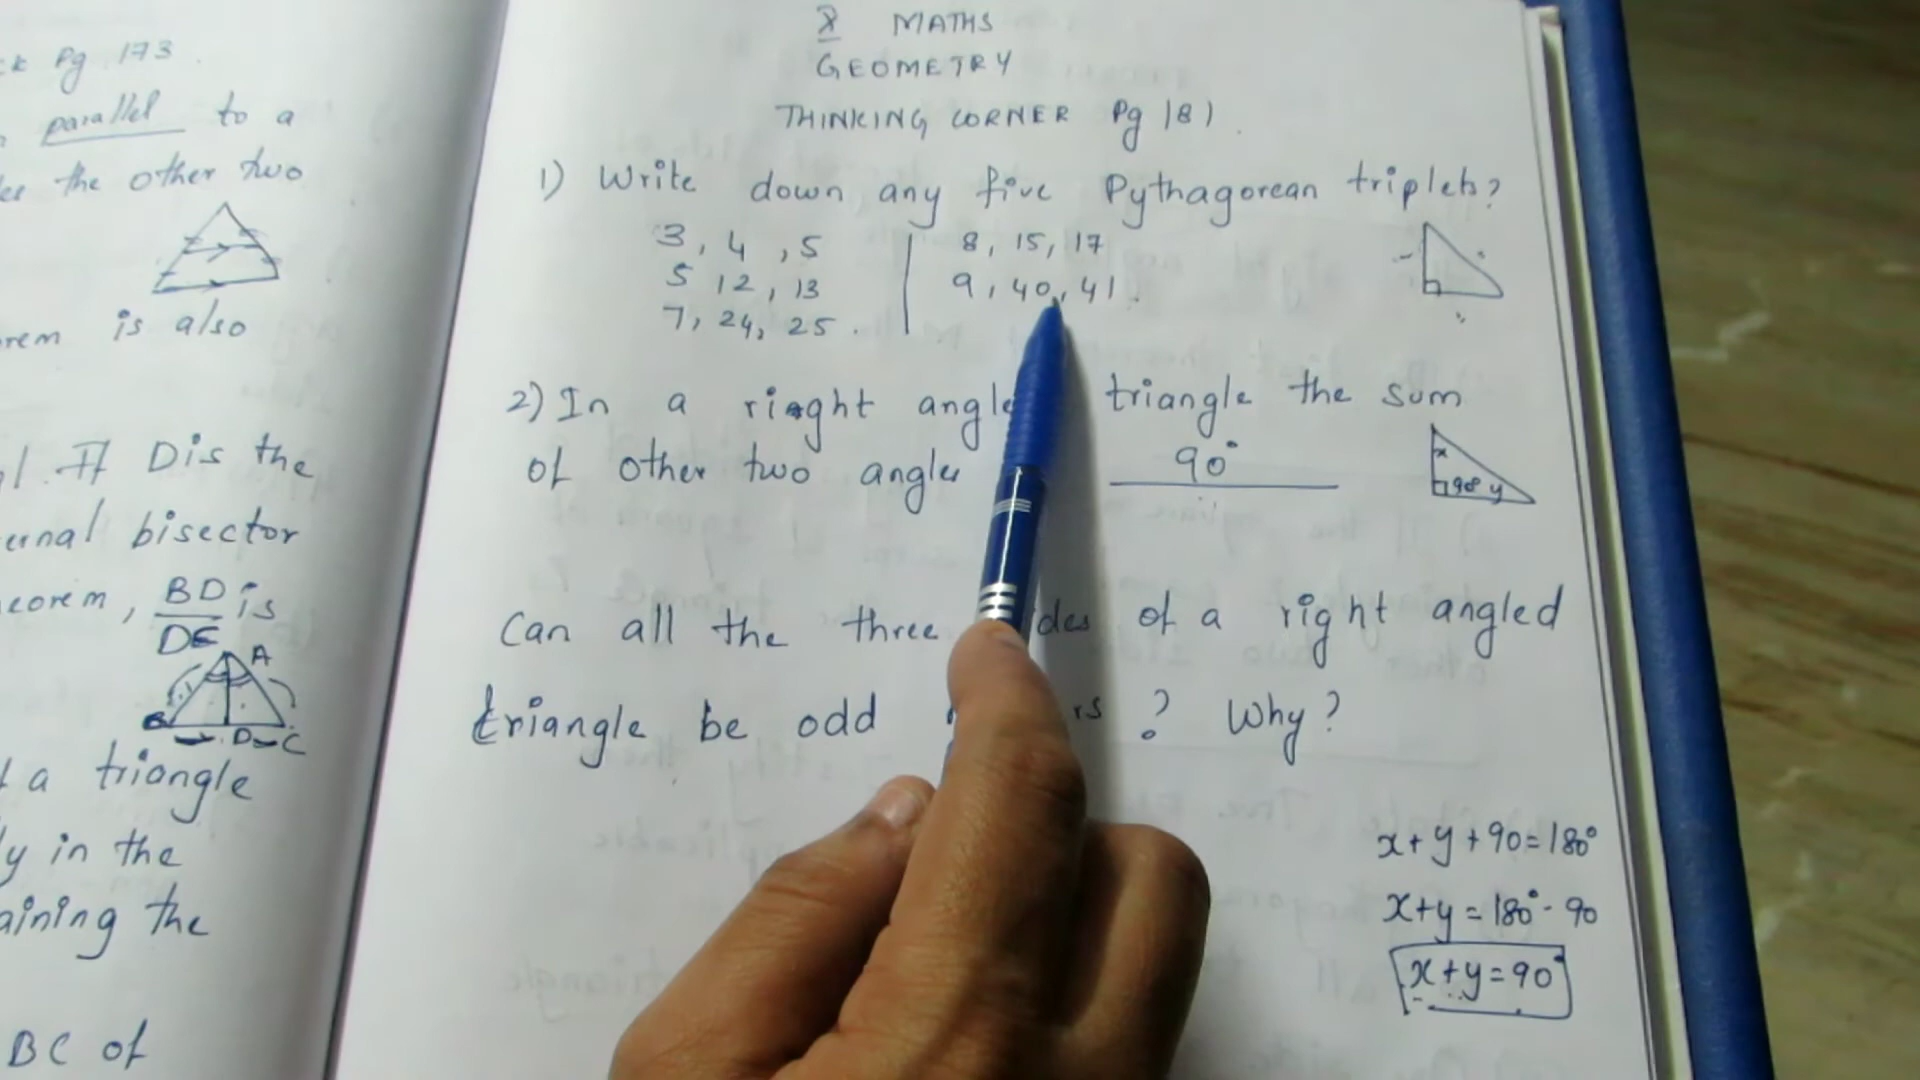 Pg 173
parallel to a
the other two
is also
If D is the
bisector
BD is
DE
A
D C
a triangle
y in the
the
BC of
X MATHS
GEOMETRY
THINKING CORNER Pg 181.
1) Write down any five Pythagorean triplets?
3, 4, 5
5 12, 13
7, 24, 25.
8, 15, 17
9, 40, 41.
2) In a right angle triangle the sum
of other two angles 90°
x
90° y
Can all the three of a right angled
triangle be odd ? Why?
x+y+90=180°
x+y=180°-90
x+y=90°